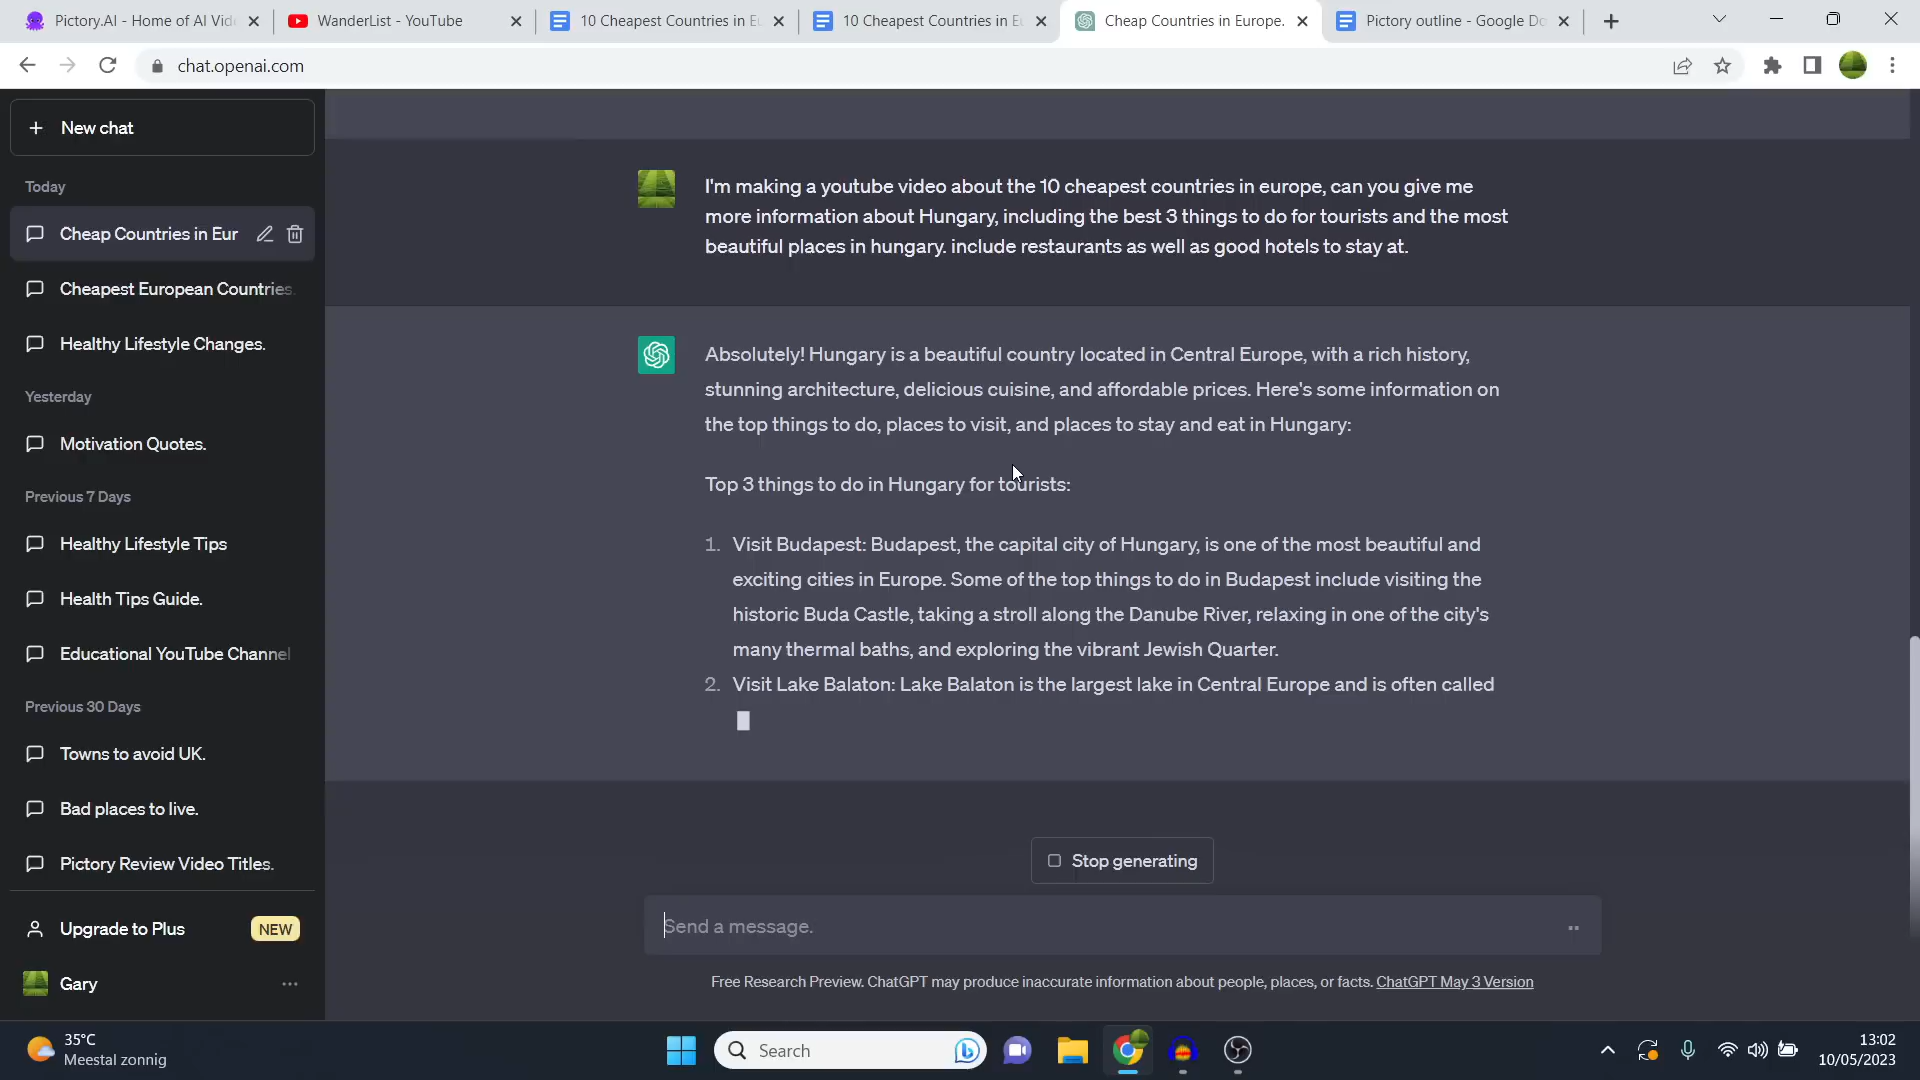 Pictory.AI - Home of AI Vid
WanderList - YouTube
10 Cheapest Countries in E
10 Cheapest Countries in E
Cheap Countries in Europe.
Pictory outline - Google Do
chat.openai.com
New chat
Today
Cheap Countries in Eur
Cheapest European Countries.
Healthy Lifestyle Changes.
Yesterday
Motivation Quotes.
Previous 7 Days
Healthy Lifestyle Tips
Health Tips Guide.
Educational YouTube Channel
Previous 30 Days
Towns to avoid UK.
Bad places to live.
Pictory Review Video Titles.
Upgrade to Plus
NEW
Gary
I'm making a youtube video about the 10 cheapest countries in europe, can you give me
more information about Hungary, including the best 3 things to do for tourists and the most
beautiful places in hungary. include restaurants as well as good hotels to stay at.
Absolutely! Hungary is a beautiful country located in Central Europe, with a rich history,
stunning architecture, delicious cuisine, and affordable prices. Here's some information on
the top things to do, places to visit, and places to stay and eat in Hungary:
Top 3 things to do in Hungary for tourists:
1. Visit Budapest: Budapest, the capital city of Hungary, is one of the most beautiful and
exciting cities in Europe. Some of the top things to do in Budapest include visiting the
historic Buda Castle, taking a stroll along the Danube River, relaxing in one of the city's
many thermal baths, and exploring the vibrant Jewish Quarter.
2. Visit Lake Balaton: Lake Balaton is the largest lake in Central Europe and is often called
Stop generating
Send a message.
Free Research Preview. ChatGPT may produce inaccurate information about people, places, or facts. ChatGPT May 3 Version
35°C
Meestal zonnig
Search
13:02
10/05/2023